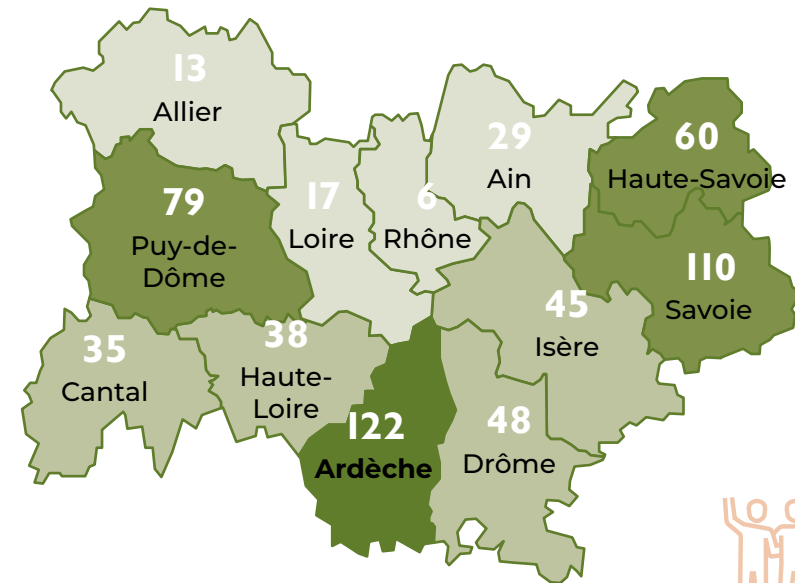 13
Allier
29
Ain
60
Haute-Savoie
79
Puy-de-
Dôme
17
Loire
6
Rhône
110
Savoie
45
Isère
35
Cantal
38
Haute-
Loire
122
Ardèche
48
Drôme